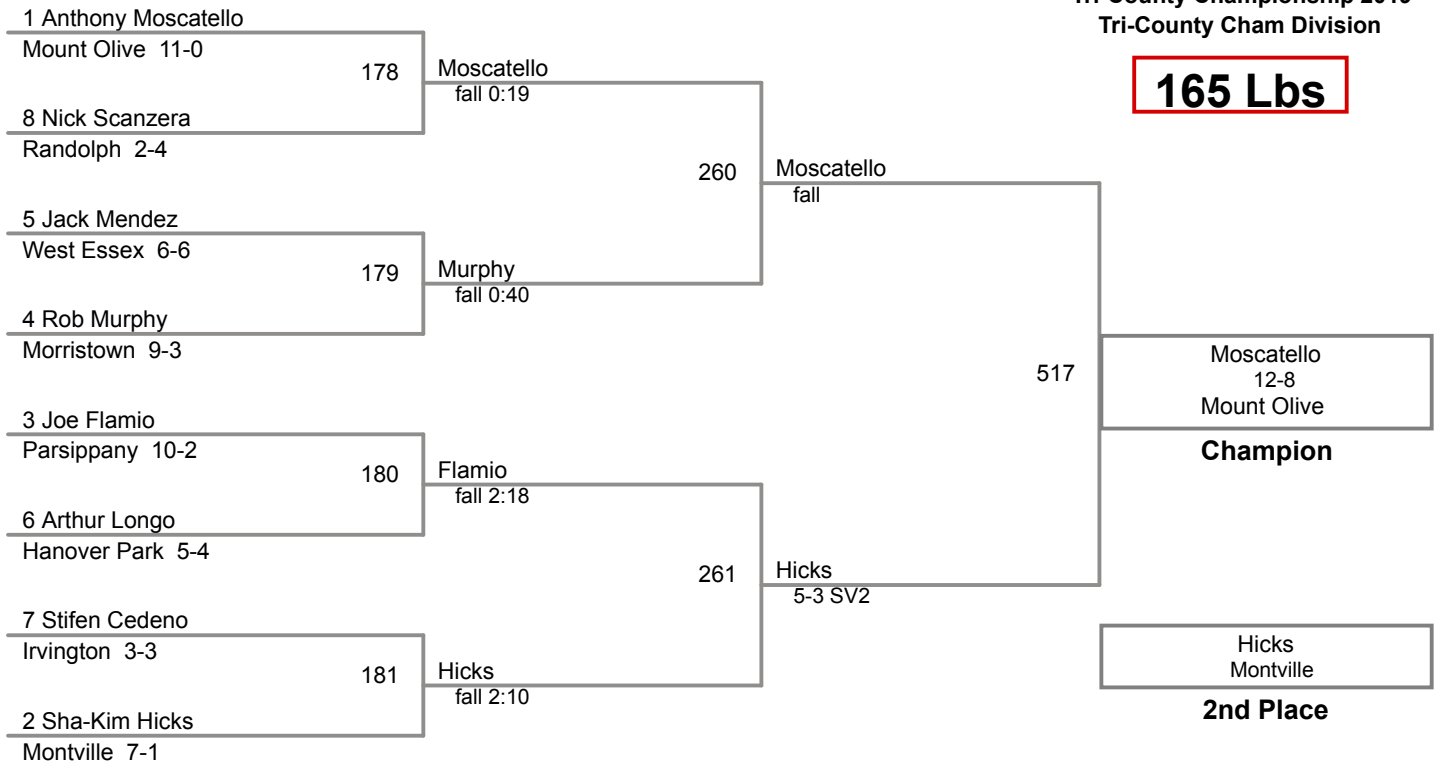 Tri-County Championship 2019
Tri-County Cham Division
165 Lbs
1 Anthony Moscatello
Mount Olive 11-0
178
Moscatello
fall 0:19
8 Nick Scanzera
Randolph 2-4
260
Moscatello
fall
5 Jack Mendez
West Essex 6-6
179
Murphy
fall 0:40
4 Rob Murphy
Morristown 9-3
517
Moscatello
12-8
Mount Olive
Champion
3 Joe Flamio
Parsippany 10-2
180
Flamio
fall 2:18
6 Arthur Longo
Hanover Park 5-4
261
Hicks
5-3 SV2
7 Stifen Cedeno
Irvington 3-3
181
Hicks
fall 2:10
2 Sha-Kim Hicks
Montville 7-1
Hicks
Montville
2nd Place